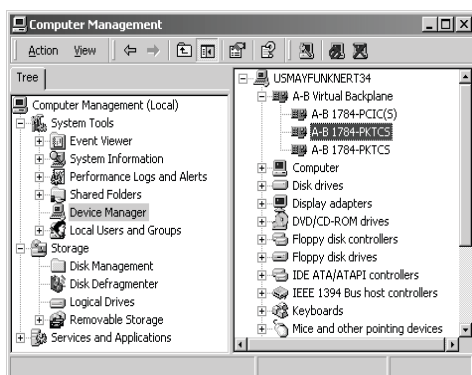 Computer Management
Action View
Tree
Computer Management (Local)
System Tools
Event Viewer
System Information
Performance Logs and Alerts
Shared Folders
Device Manager
Local Users and Groups
Storage
Disk Management
Disk Defragmenter
Logical Drives
Removable Storage
Services and Applications
USMAYFUNKNERT34
A-B Virtual Backplane
A-B 1784-PCIC(S)
A-B 1784-PKTCS
A-B 1784-PKTCS
Computer
Disk drives
Display adapters
DVD/CD-ROM drives
Floppy disk controllers
Floppy disk drives
IDE ATA/ATAPI controllers
IEEE 1394 Bus host controllers
Keyboards
Mice and other pointing devices